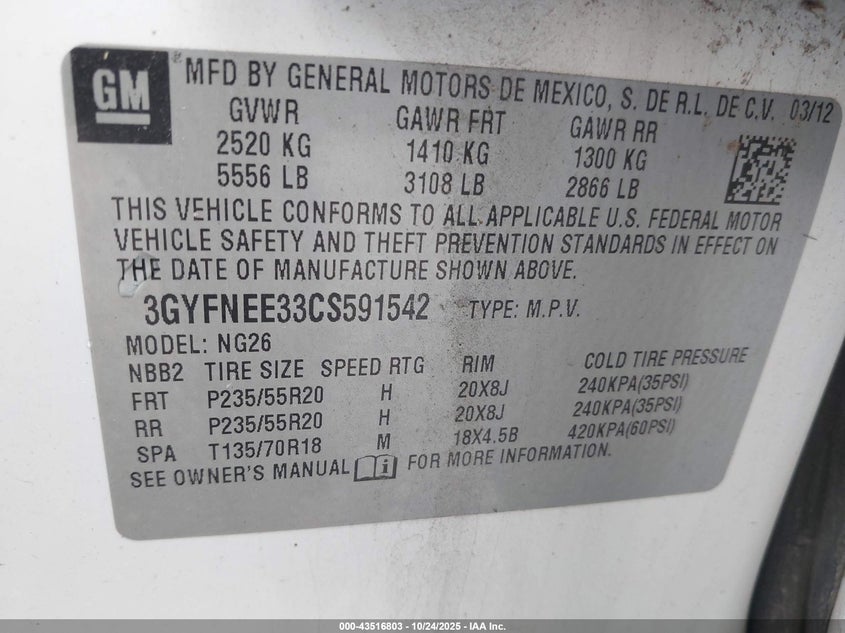 GM
MFD BY GENERAL MOTORS DE MEXICO, S. DE R.L. DE C.V. 03/12
GVWR GAWR FRT GAWR RR
2520 KG 1410 KG 1300 KG
5556 LB 3108 LB 2866 LB
THIS VEHICLE CONFORMS TO ALL APPLICABLE U.S. FEDERAL MOTOR
VEHICLE SAFETY AND THEFT PREVENTION STANDARDS IN EFFECT ON
THE DATE OF MANUFACTURE SHOWN ABOVE.
3GYFNEE33CS591542 TYPE: M.P.V.
MODEL: NG26
NBB2 TIRE SIZE SPEED RTG RIM COLD TIRE PRESSURE
FRT P235/55R20 H 20X8J 240KPA(35PSI)
RR P235/55R20 H 20X8J 240KPA(35PSI)
SPA T135/70R18 M 18X4.5B 420KPA(60PSI)
SEE OWNER'S MANUAL i FOR MORE INFORMATION.
000-43516803 - 10/24/2025 - IAA Inc.